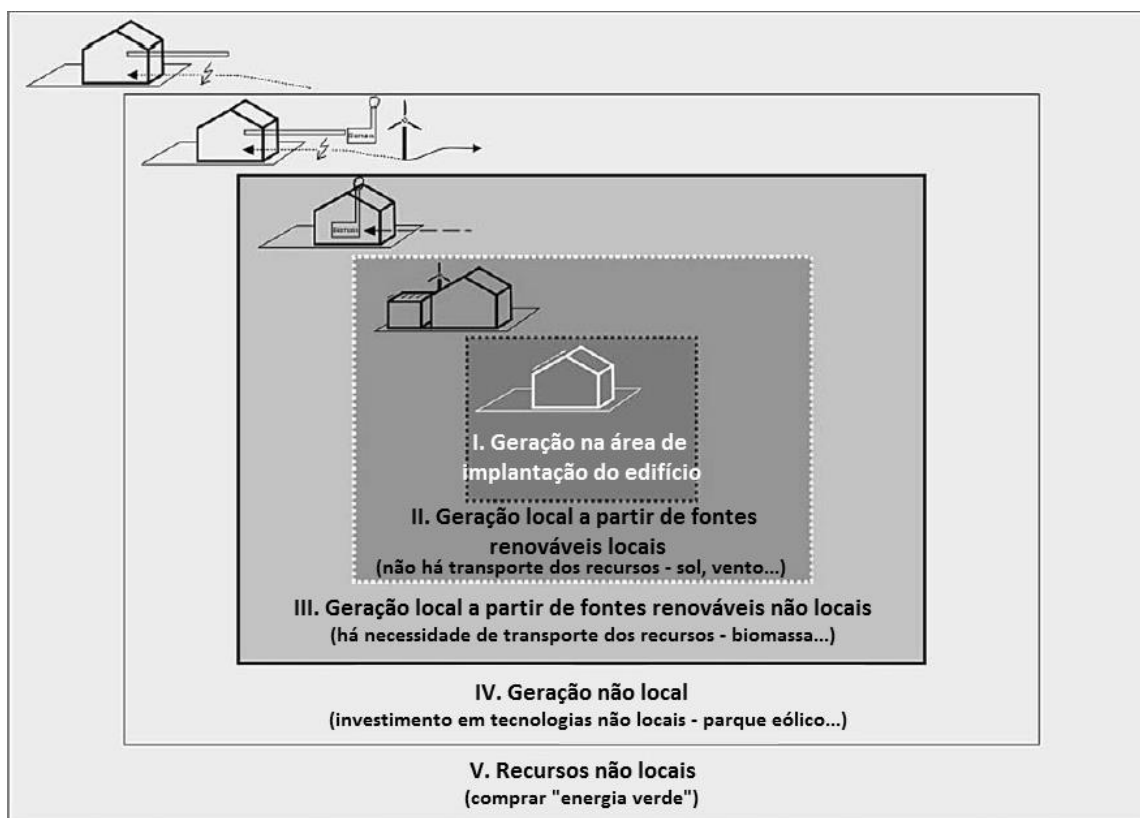 I. Geração na área de
implantação do edifício
II. Geração local a partir de fontes
renováveis locais
(não há transporte dos recursos - sol, vento...)
III. Geração local a partir de fontes renováveis não locais
(há necessidade de transporte dos recursos - biomassa...)
IV. Geração não local
(investimento em tecnologias não locais - parque eólico...)
V. Recursos não locais
(comprar "energia verde")